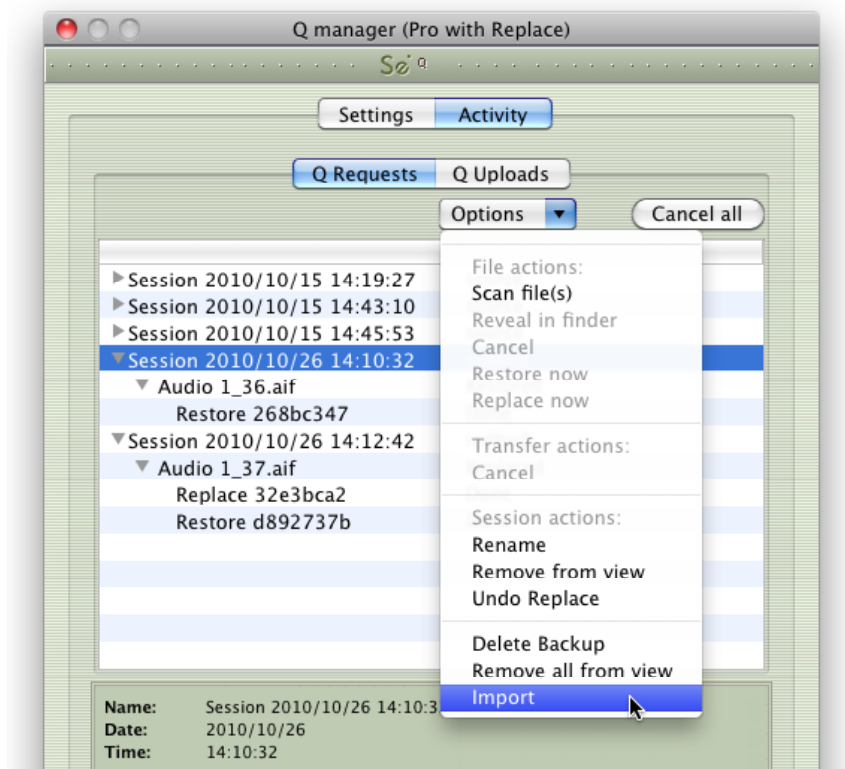 Q manager (Pro with Replace)
Se Q
Settings Activity
Q Requests Q Uploads
Options Cancel all
Session 2010/10/15 14:19:27
Session 2010/10/15 14:43:10
Session 2010/10/15 14:45:53
Session 2010/10/26 14:10:32
Audio 1_36.aif
Restore 268bc347
Session 2010/10/26 14:12:42
Audio 1_37.aif
Replace 32e3bca2
Restore d892737b
File actions:
Scan file(s)
Reveal in finder
Cancel
Restore now
Replace now
Transfer actions:
Cancel
Session actions:
Rename
Remove from view
Undo Replace
Delete Backup
Remove all from view
Import
Name: Session 2010/10/26 14:10:3
Date: 2010/10/26
Time: 14:10:32